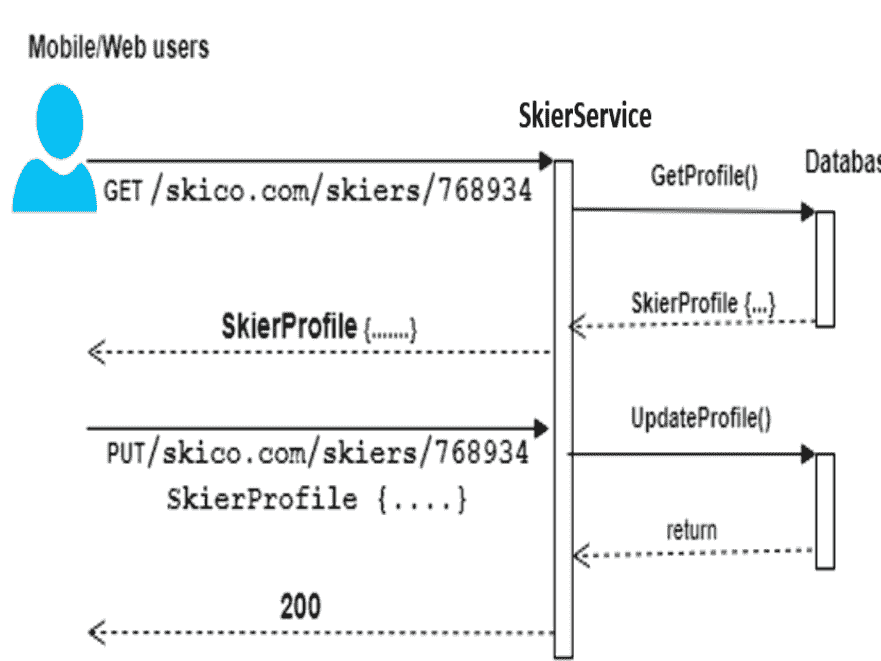 Mobile/Web users
SkierService
Databas
GET /skico.com/skiers/768934
GetProfile()
SkierProfile {...}
SkierProfile {.......}
UpdateProfile()
PUT/skico.com/skiers/768934
SkierProfile {....}
return
200